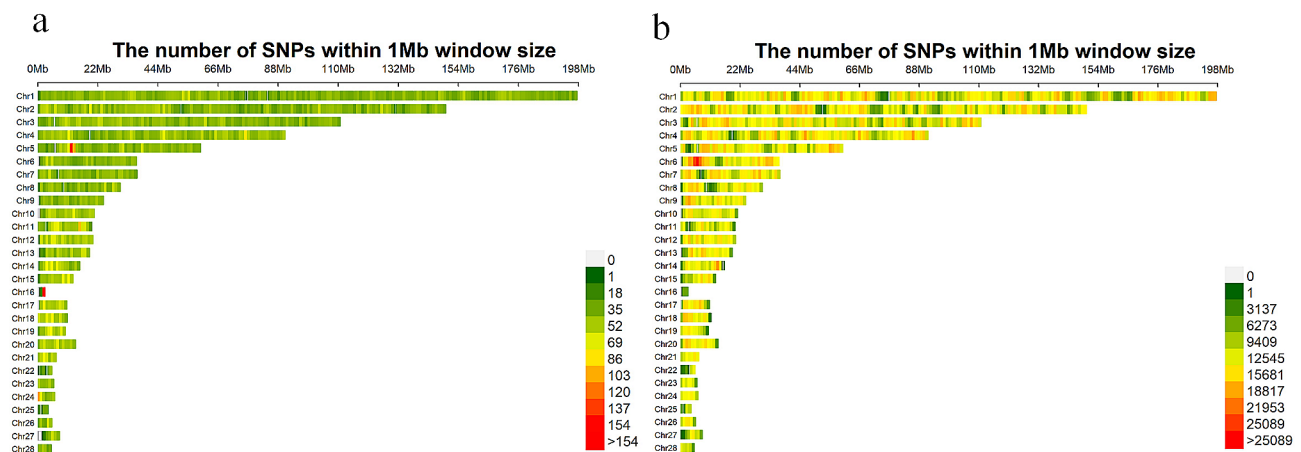 a
The number of SNPs within 1Mb window size
0Mb 22Mb 44Mb 66Mb 88Mb 110Mb 132Mb 154Mb 176Mb 198Mb
Chr1
Chr2
Chr3
Chr4
Chr5
Chr6
Chr7
Chr8
Chr9
Chr10
Chr11
Chr12
Chr13
Chr14
Chr15
Chr16
Chr17
Chr18
Chr19
Chr20
Chr21
Chr22
Chr23
Chr24
Chr25
Chr26
Chr27
Chr28
0
1
18
35
52
69
86
103
120
137
154
>154
b
The number of SNPs within 1Mb window size
0Mb 22Mb 44Mb 66Mb 88Mb 110Mb 132Mb 154Mb 176Mb 198Mb
Chr1
Chr2
Chr3
Chr4
Chr5
Chr6
Chr7
Chr8
Chr9
Chr10
Chr11
Chr12
Chr13
Chr14
Chr15
Chr16
Chr17
Chr18
Chr19
Chr20
Chr21
Chr22
Chr23
Chr24
Chr25
Chr26
Chr27
Chr28
0
1
3137
6273
9409
12545
15681
18817
21953
25089
>25089